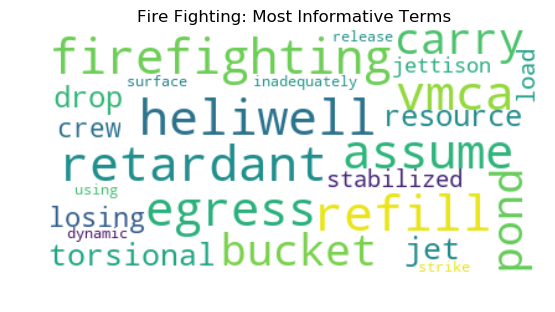 Fire Fighting: Most Informative Terms
release
carry
firefighting
jettison
load
surface
inadequately
drop
vmca
heliwell
resource
crew
assume
retardant
stabilized
using
pond
egress
refill
losing
dynamic
bucket
jet
torsional
strike